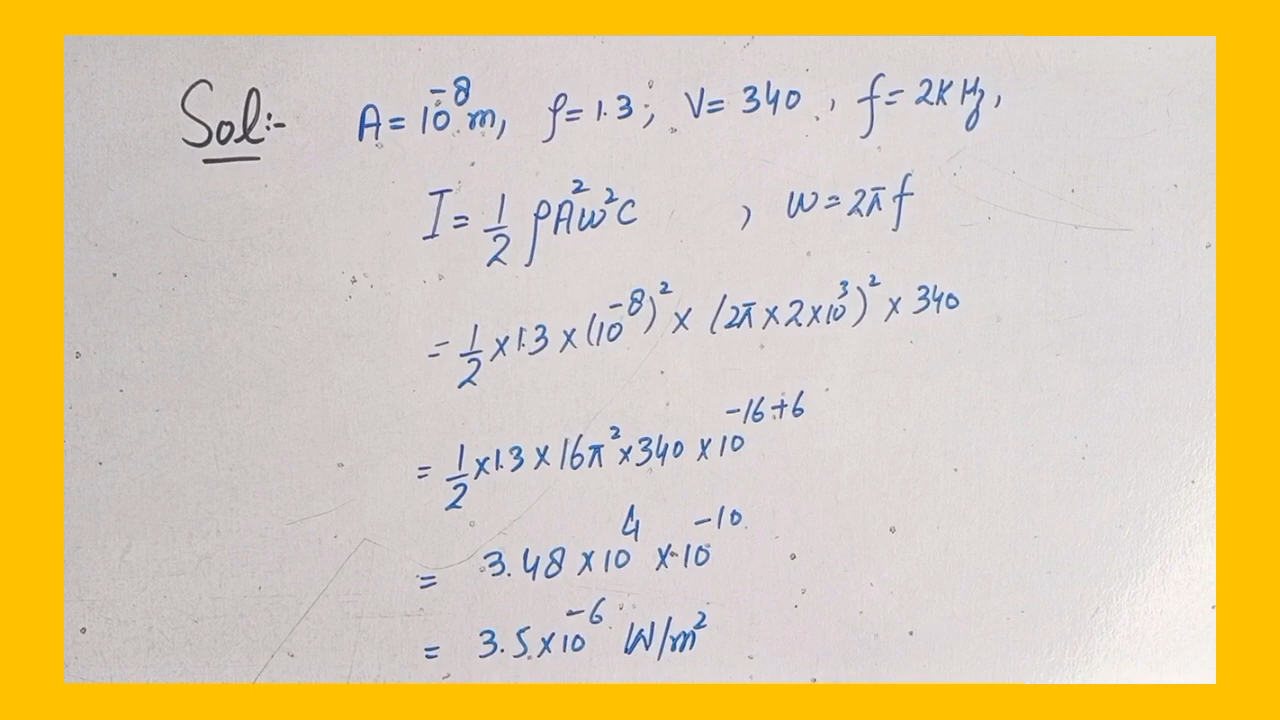 Sol:- A = 10⁻⁸ m, ρ = 1.3; V = 340, f = 2K Hz,
I = 1/2 ρA²ω²C , ω = 2πf
= 1/2 × 1.3 × (10⁻⁸)² × (2π × 2 × 10³)² × 340
= 1/2 × 1.3 × 16π² × 340 × 10⁻¹⁶⁺⁶
= 3.48 × 10⁴ × 10⁻¹⁰
= 3.5 × 10⁻⁶ W/m²